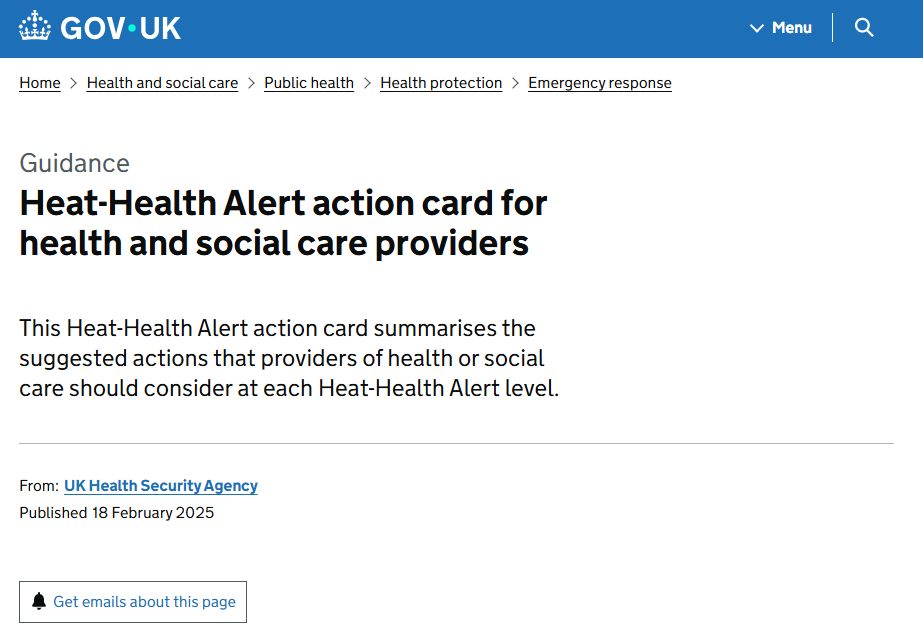 GOV.UK
Menu
Home > Health and social care > Public health > Health protection > Emergency response
Guidance
Heat-Health Alert action card for
health and social care providers
This Heat-Health Alert action card summarises the
suggested actions that providers of health or social
care should consider at each Heat-Health Alert level.
From: UK Health Security Agency
Published 18 February 2025
Get emails about this page